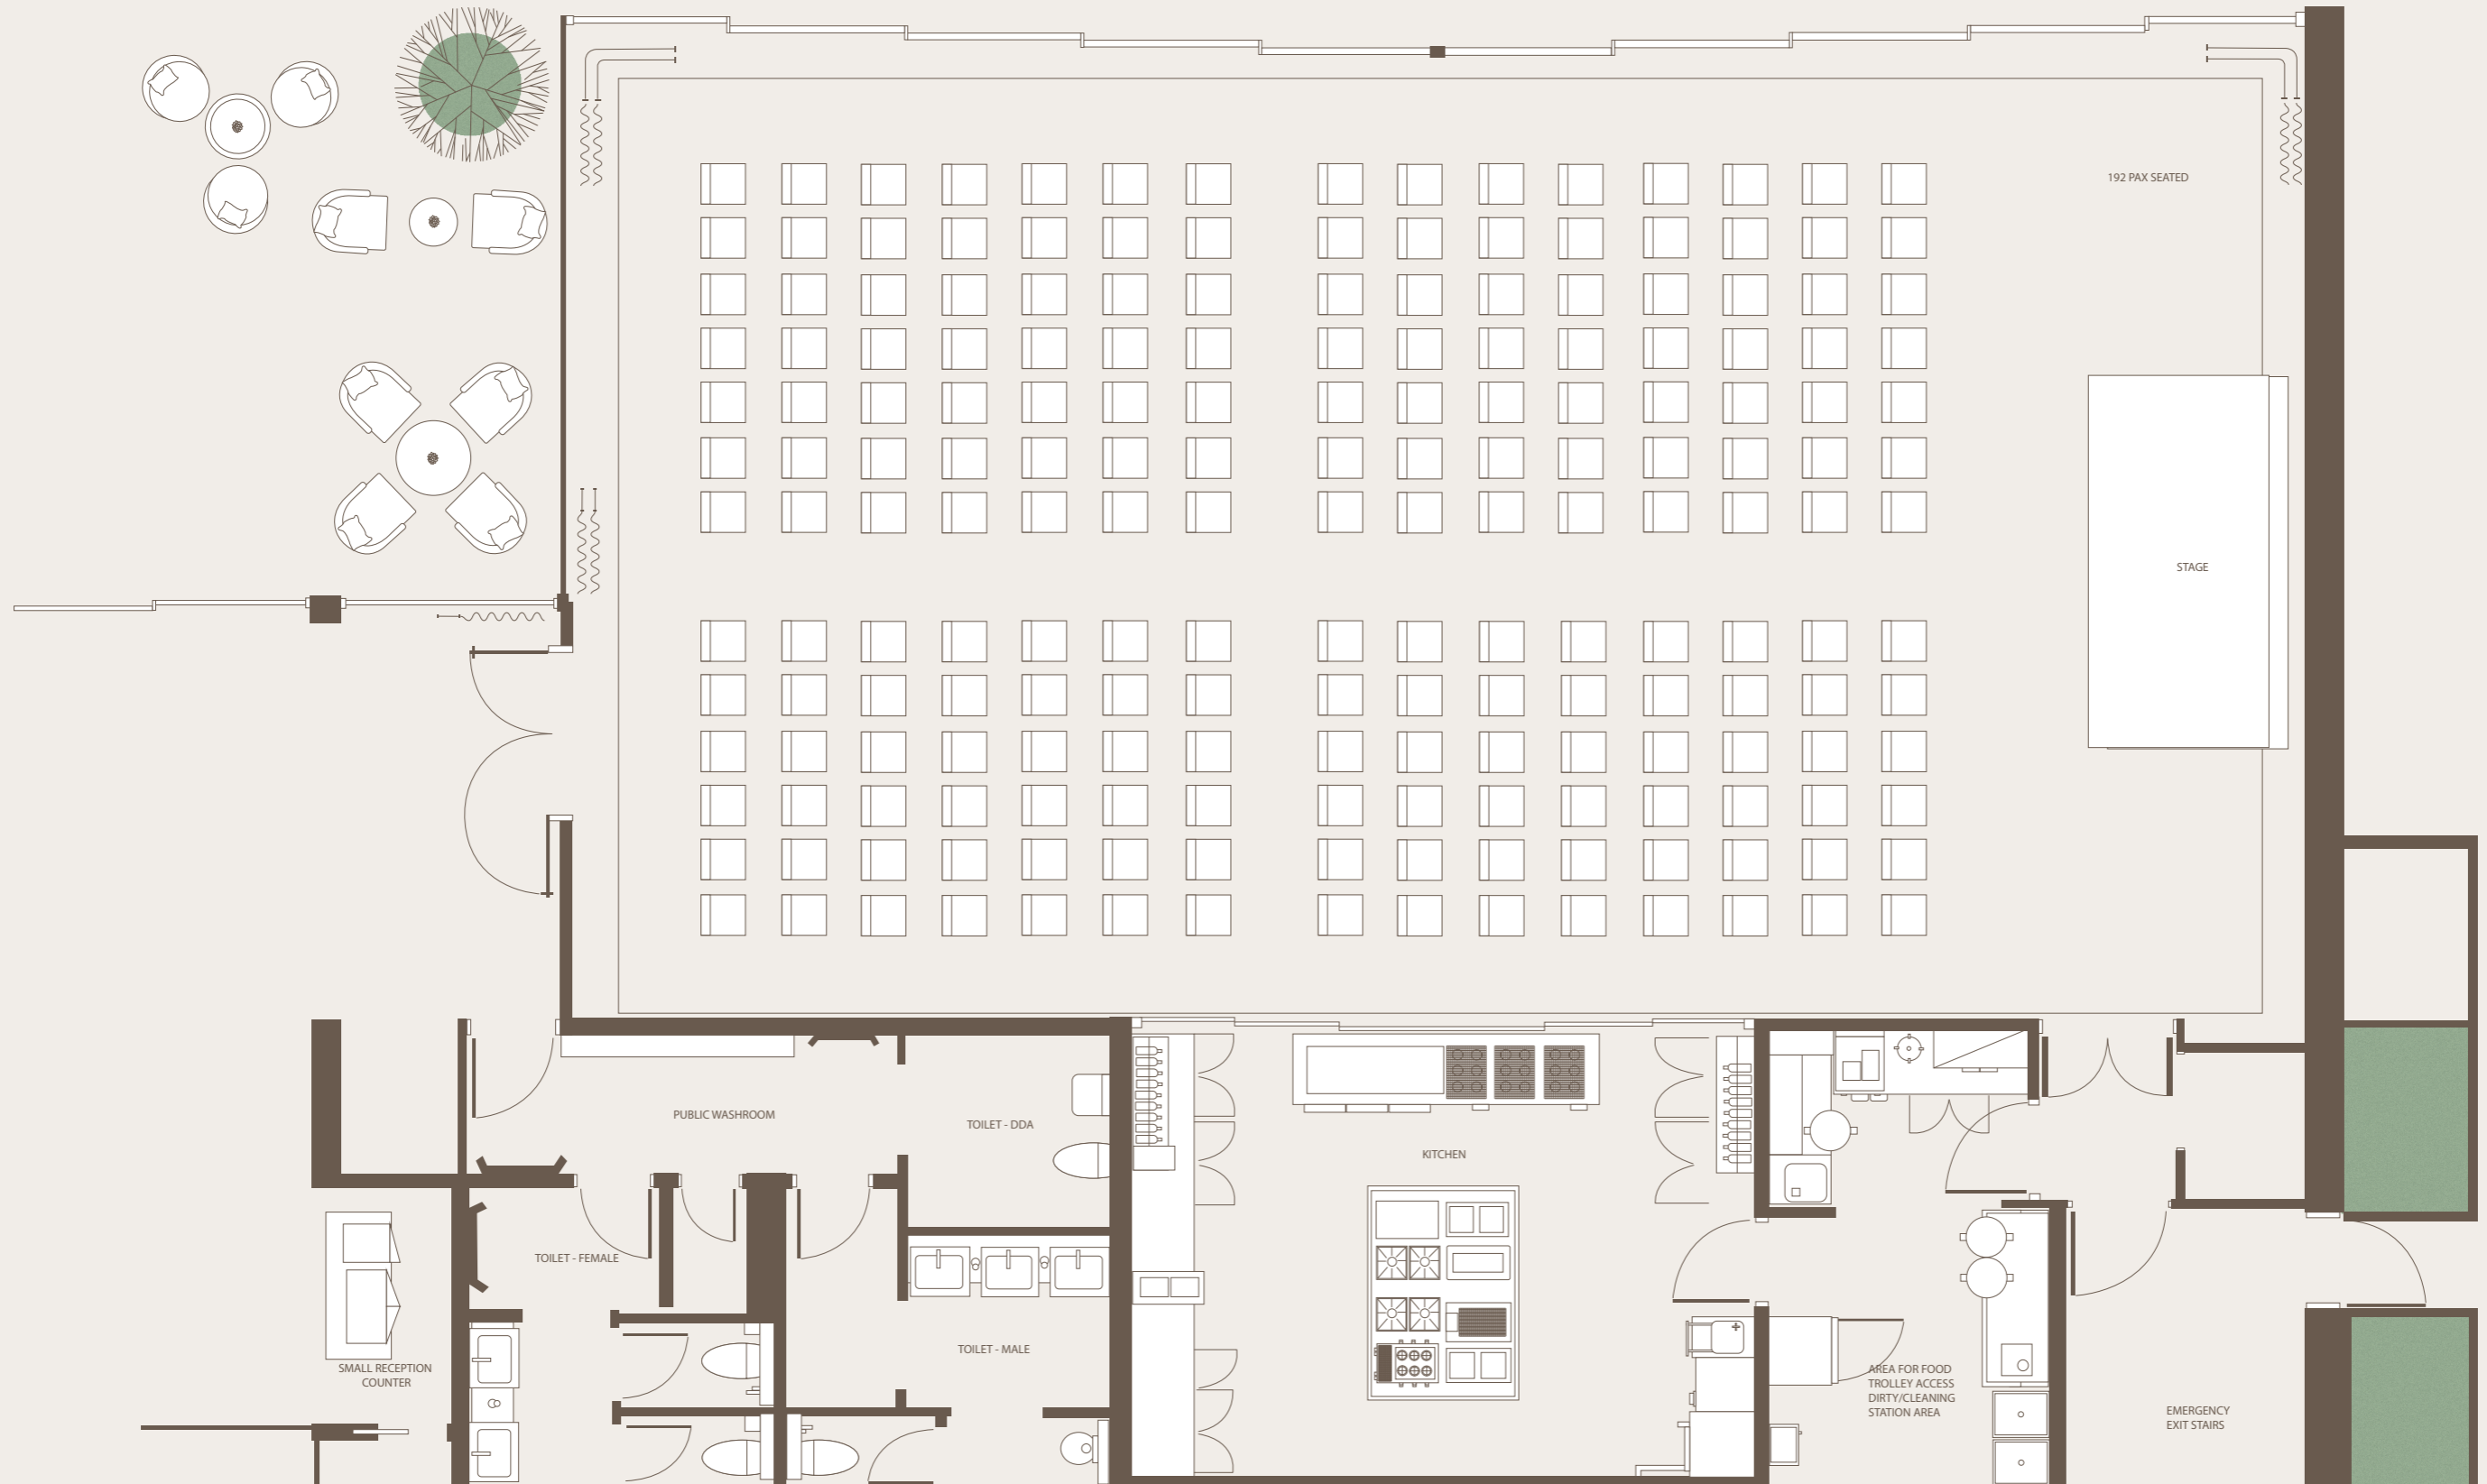 192 PAX SEATED
STAGE
PUBLIC WASHROOM
TOILET - DDA
KITCHEN
TOILET - FEMALE
TOILET - MALE
SMALL RECEPTION
COUNTER
AREA FOR FOOD
TROLLEY ACCESS
DIRTY/CLEANING
STATION AREA
EMERGENCY
EXIT STAIRS